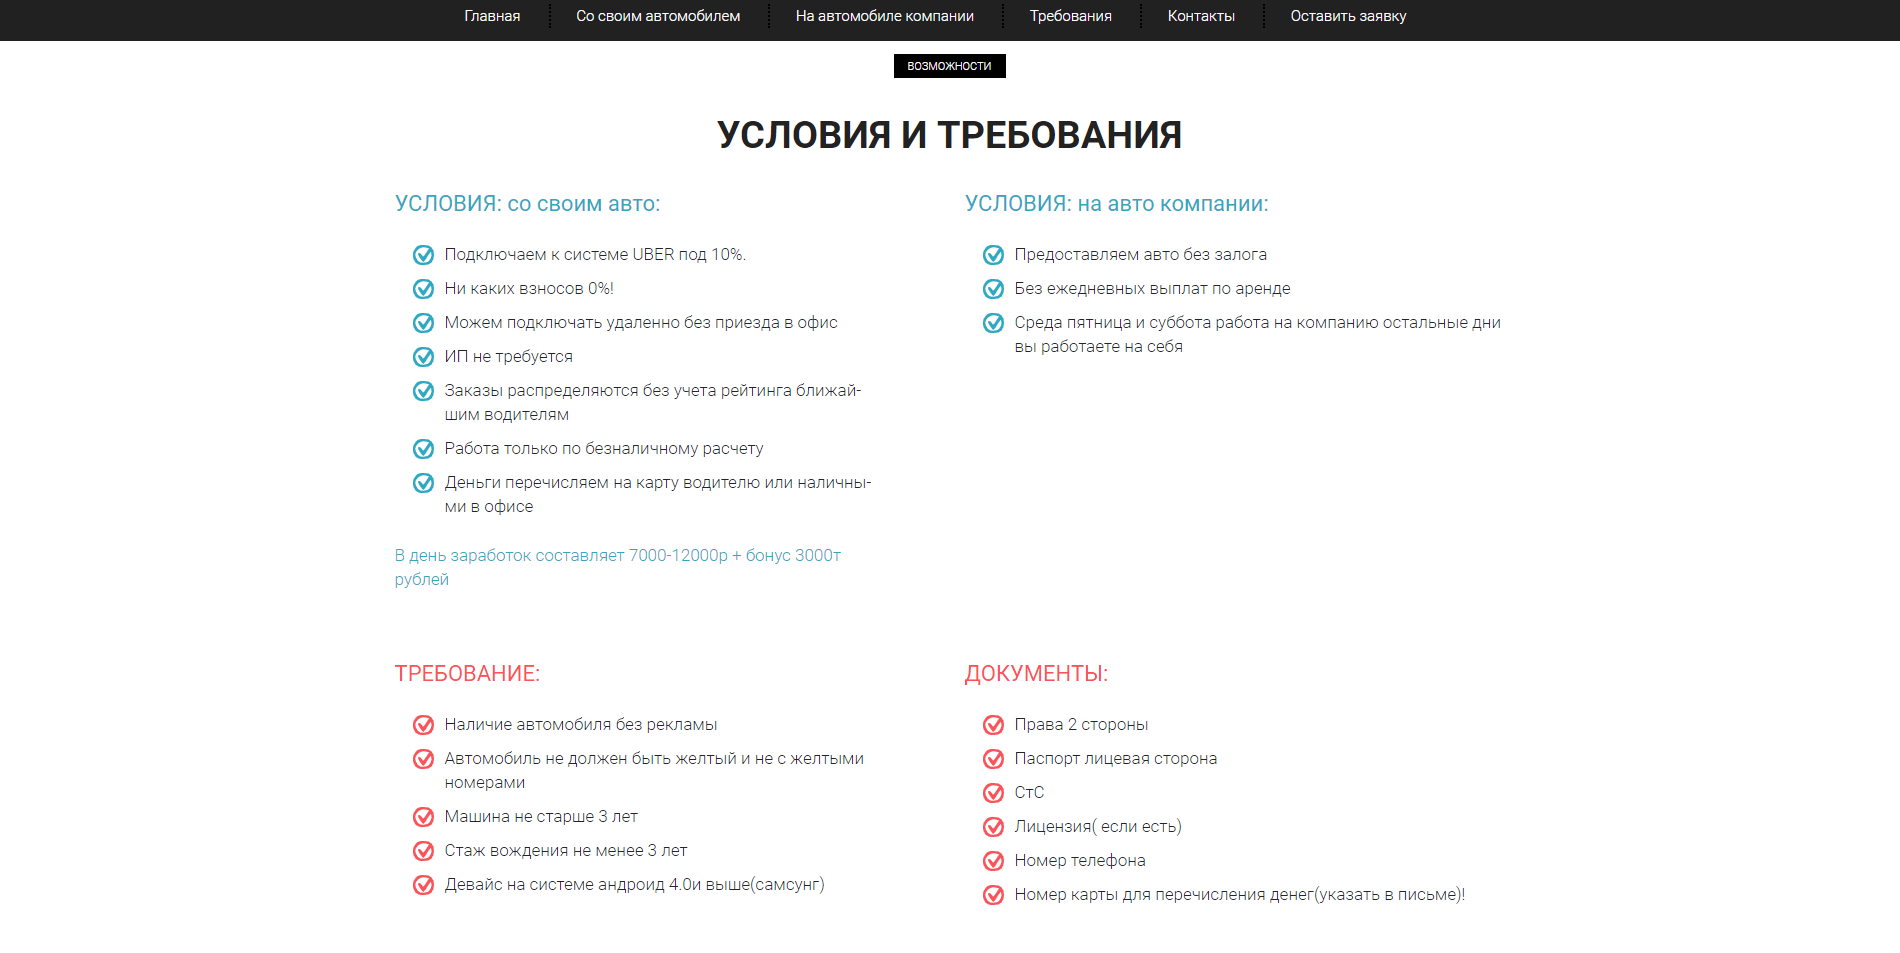 Главная
Со своим автомобилем
На автомобиле компании
Требования
Контакты
Оставить заявку
ВОЗМОЖНОСТИ
УСЛОВИЯ И ТРЕБОВАНИЯ
УСЛОВИЯ: со своим авто:
Подключаем к системе UBER под 10%.
Ни каких взносов 0%!
Можем подключать удаленно без приезда в офис
ИП не требуется
Заказы распределяются без учета рейтинга ближай-
шим водителям
Работа только по безналичному расчету
Деньги перечисляем на карту водителю или наличны-
ми в офисе
В день заработок составляет 7000-12000р + бонус 3000т
рублей
УСЛОВИЯ: на авто компании:
Предоставляем авто без залога
Без ежедневных выплат по аренде
Среда пятница и суббота работа на компанию остальные дни
вы работаете на себя
ТРЕБОВАНИЕ:
Наличие автомобиля без рекламы
Автомобиль не должен быть желтый и не с желтыми
номерами
Машина не старше 3 лет
Стаж вождения не менее 3 лет
Девайс на системе андроид 4.0и выше(самсунг)
ДОКУМЕНТЫ:
Права 2 стороны
Паспорт лицевая сторона
СтС
Лицензия( если есть)
Номер телефона
Номер карты для перечисления денег(указать в письме)!